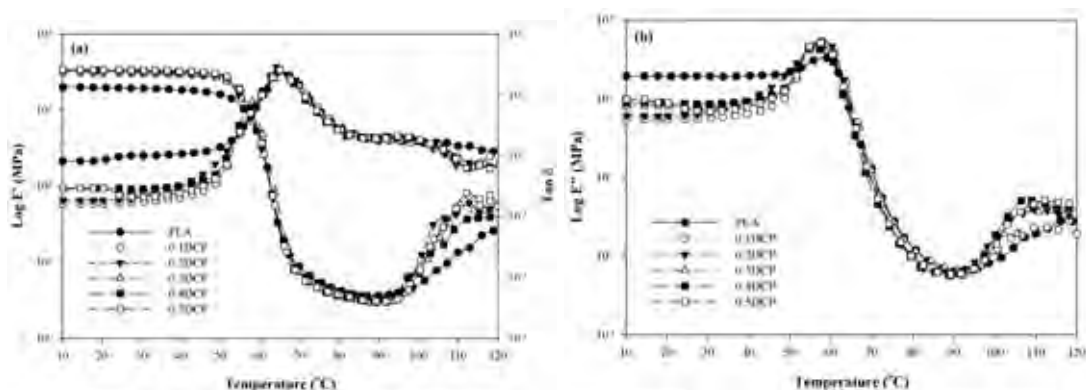 (a)
Log E' (MPa)
Tan δ
PLA
0.1DCP
0.2DCP
0.3DCP
0.4DCP
0.5DCP
10 20 30 40 50 60 70 80 90 100 110 120
Temperature (°C)
(b)
Log E'' (MPa)
PLA
0.1DCP
0.2DCP
0.3DCP
0.4DCP
0.5DCP
10 20 30 40 50 60 70 80 90 100 110 120
Temperature (°C)